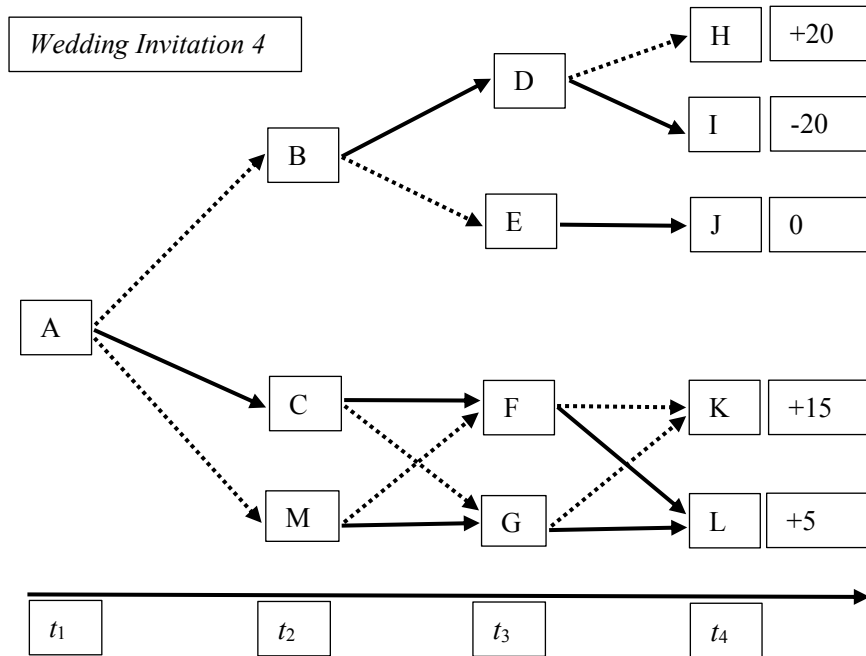 Wedding Invitation 4
H +20
D
I -20
B
E J 0
A
C F K +15
M G L +5
t1 t2 t3 t4